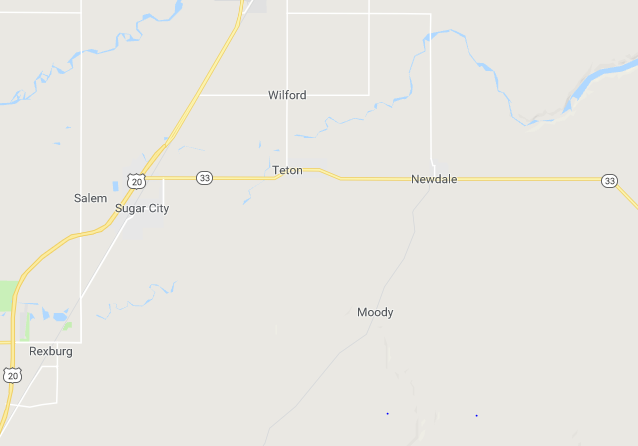 Wilford
Teton
33
Newdale
33
20
Salem
Sugar City
Moody
Rexburg
20